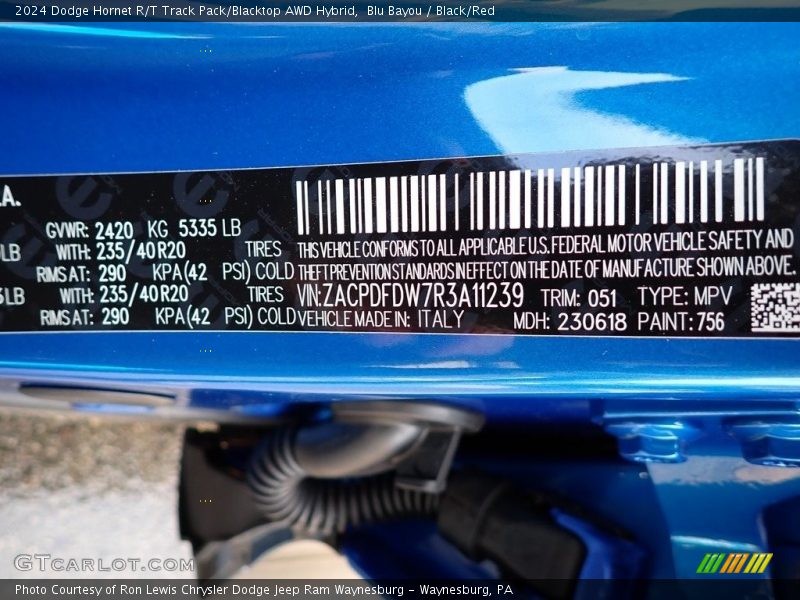 2024 Dodge Hornet R/T Track Pack/Blacktop AWD Hybrid,  Blu Bayou / Black/Red
.A.
GVWR: 2420 KG 5335 LB
LB WITH: 235/40R20 TIRES
RIMS AT: 290 KPA(42 PSI) COLD
LB WITH: 235/40R20 TIRES
RIMS AT: 290 KPA(42 PSI) COLD
THIS VEHICLE CONFORMS TO ALL APPLICABLE U.S. FEDERAL MOTOR VEHICLE SAFETY AND
THEFT PREVENTION STANDARDS IN EFFECT ON THE DATE OF MANUFACTURE SHOWN ABOVE.
VIN: ZACPDFDW7R3A11239 TRIM: 051 TYPE: MPV
VEHICLE MADE IN: ITALY MDH: 230618 PAINT: 756
GTcarlot.com
Photo Courtesy of Ron Lewis Chrysler Dodge Jeep Ram Waynesburg - Waynesburg, PA